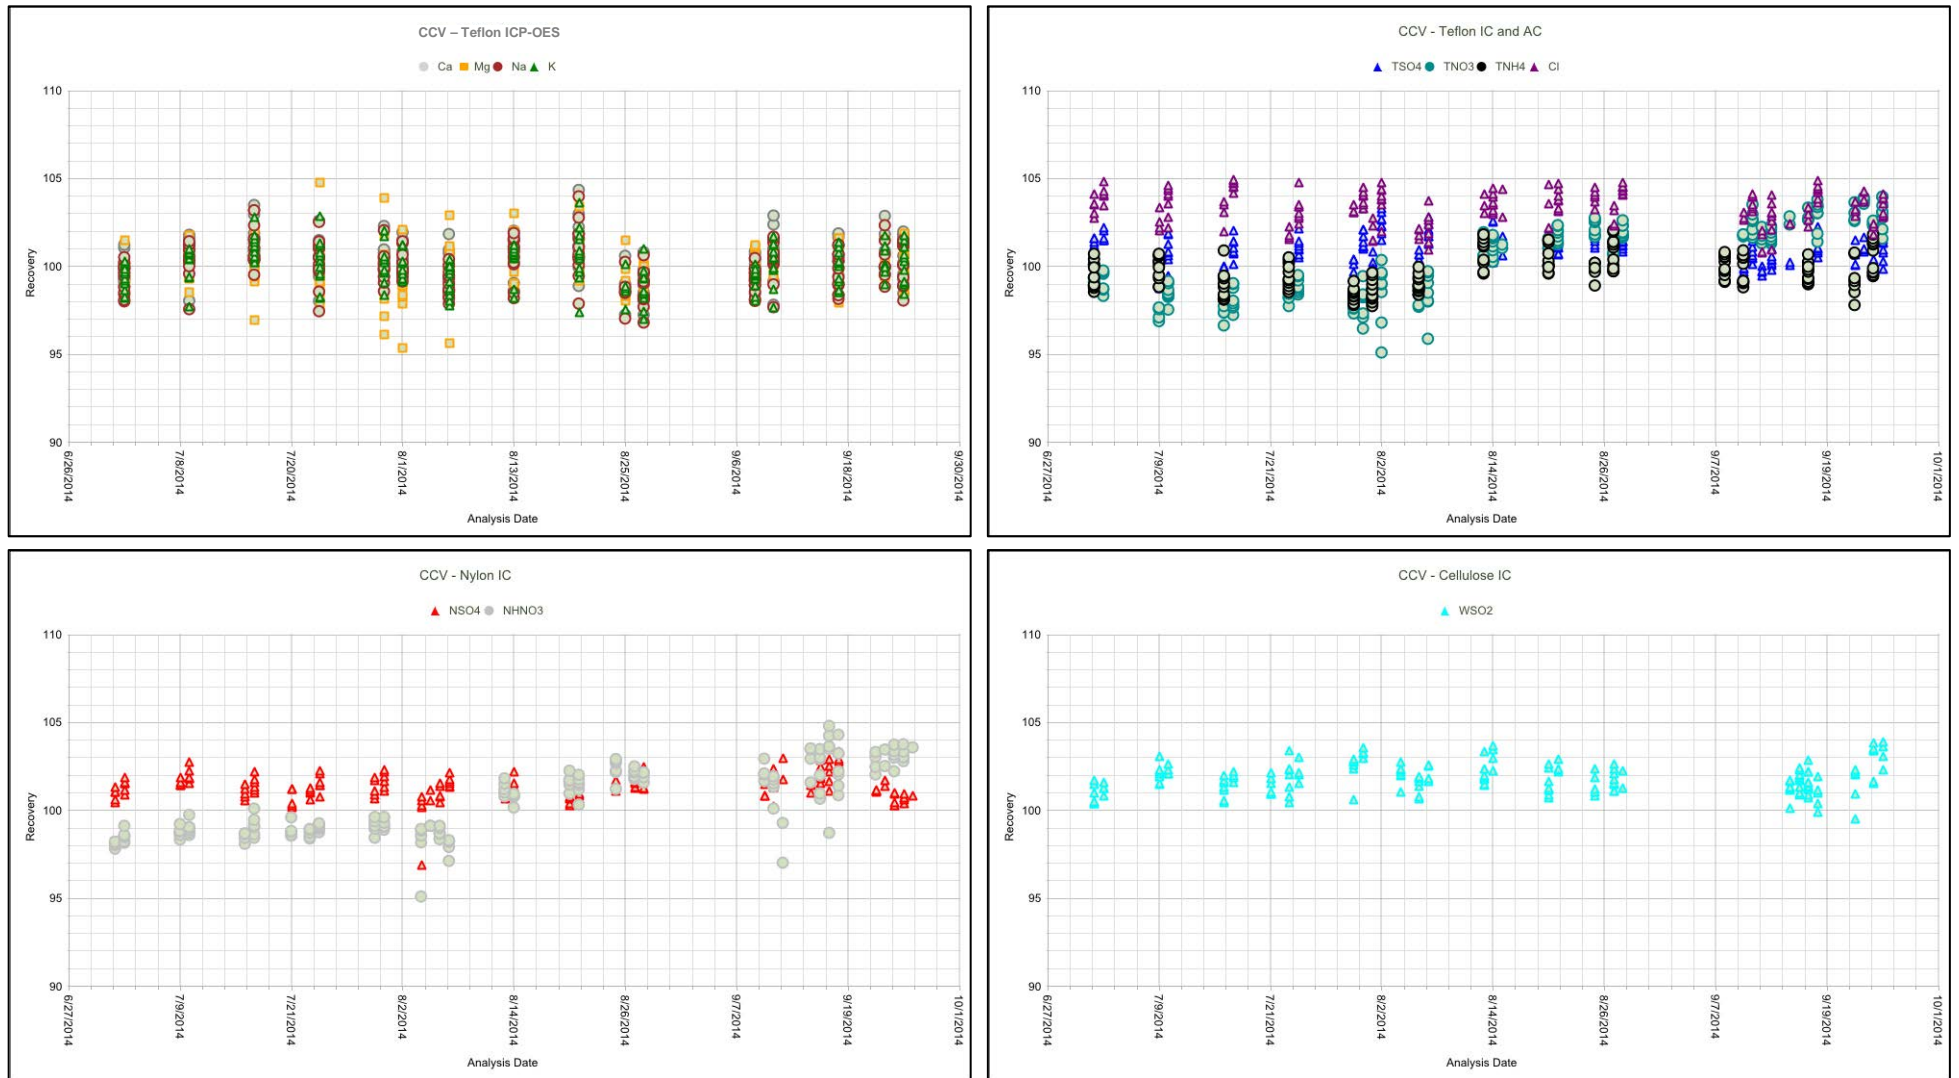 CCV – Teflon ICP-OES
Ca Mg Na K
110
105
100
95
90
Recovery
6/26/2014 7/8/2014 7/20/2014 8/1/2014 8/13/2014 8/25/2014 9/6/2014 9/18/2014 9/30/2014
Analysis Date
CCV - Teflon IC and AC
TSO4 TNO3 TNH4 Cl
110
105
100
95
90
Recovery
6/27/2014 7/9/2014 7/21/2014 8/2/2014 8/14/2014 8/26/2014 9/7/2014 9/19/2014 10/1/2014
Analysis Date
CCV - Nylon IC
NSO4 NHNO3
110
105
100
95
90
Recovery
6/27/2014 7/9/2014 7/21/2014 8/2/2014 8/14/2014 8/26/2014 9/7/2014 9/19/2014 10/1/2014
Analysis Date
CCV - Cellulose IC
WSO2
110
105
100
95
90
Recovery
6/27/2014 7/9/2014 7/21/2014 8/2/2014 8/14/2014 8/26/2014 9/7/2014 9/19/2014 10/1/2014
Analysis Date